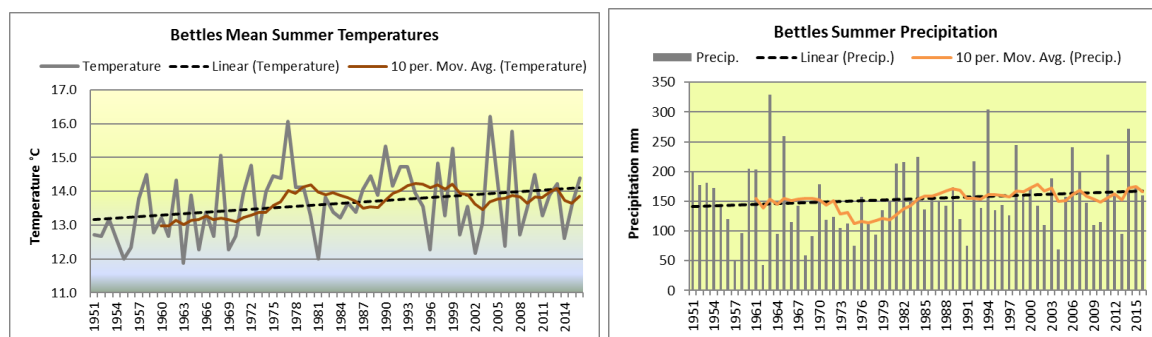 Bettles Mean Summer Temperatures
Temperature Linear (Temperature) 10 per. Mov. Avg. (Temperature)
Temperature ˚C
17.0
16.0
15.0
14.0
13.0
12.0
11.0
1951 1954 1957 1960 1963 1966 1969 1972 1975 1978 1981 1984 1987 1990 1993 1996 1999 2002 2005 2008 2011 2014
Bettles Summer Precipitation
Precip. Linear (Precip.) 10 per. Mov. Avg. (Precip.)
Precipitation mm
350
300
250
200
150
100
50
0
1951 1954 1957 1961 1964 1967 1970 1973 1976 1979 1982 1985 1988 1991 1994 1997 2000 2003 2006 2009 2012 2015